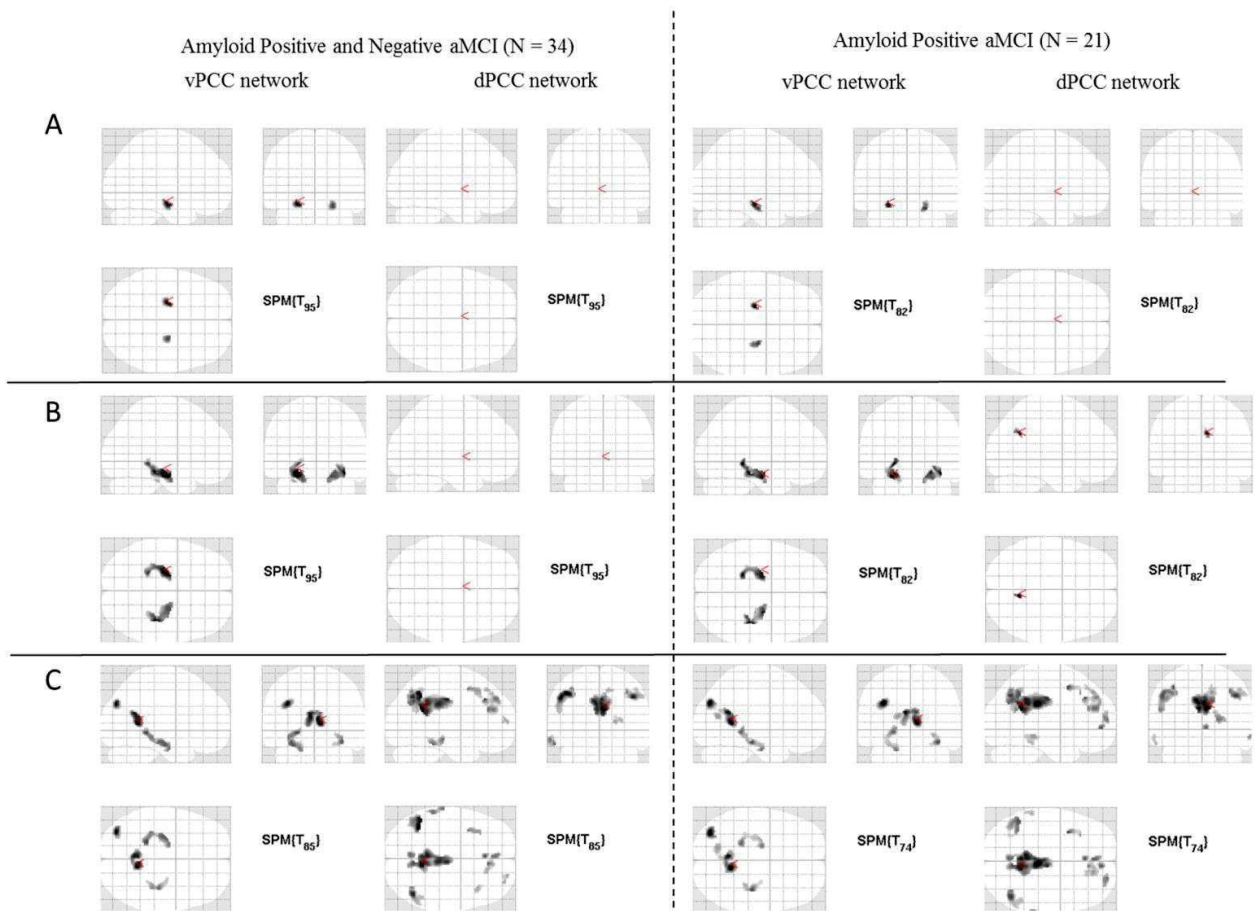 Amyloid Positive and Negative aMCI (N = 34)
Amyloid Positive aMCI (N = 21)
vPCC network dPCC network vPCC network dPCC network
A
SPM{T95} SPM{T95} SPM{T82} SPM{T82}
B
SPM{T95} SPM{T95} SPM{T82} SPM{T82}
C
SPM{T85} SPM{T85} SPM{T74} SPM{T74}